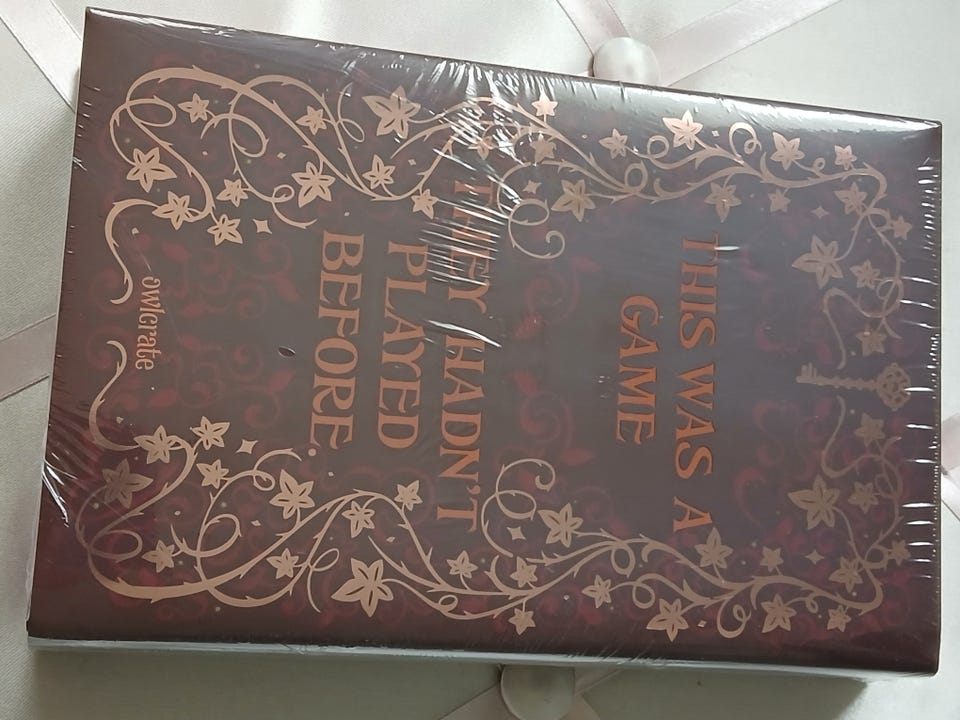 THIS WAS A
GAME
THEY HADN'T
PLAYED
BEFORE
owlcrate